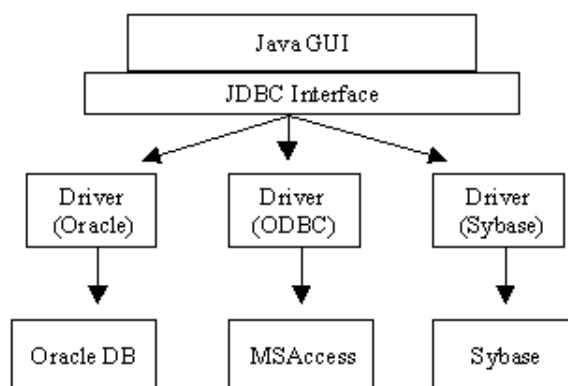 Java GUI
JDBC Interface
Driver
(Oracle)
Driver
(ODBC)
Driver
(Sybase)
Oracle DB
MSAccess
Sybase